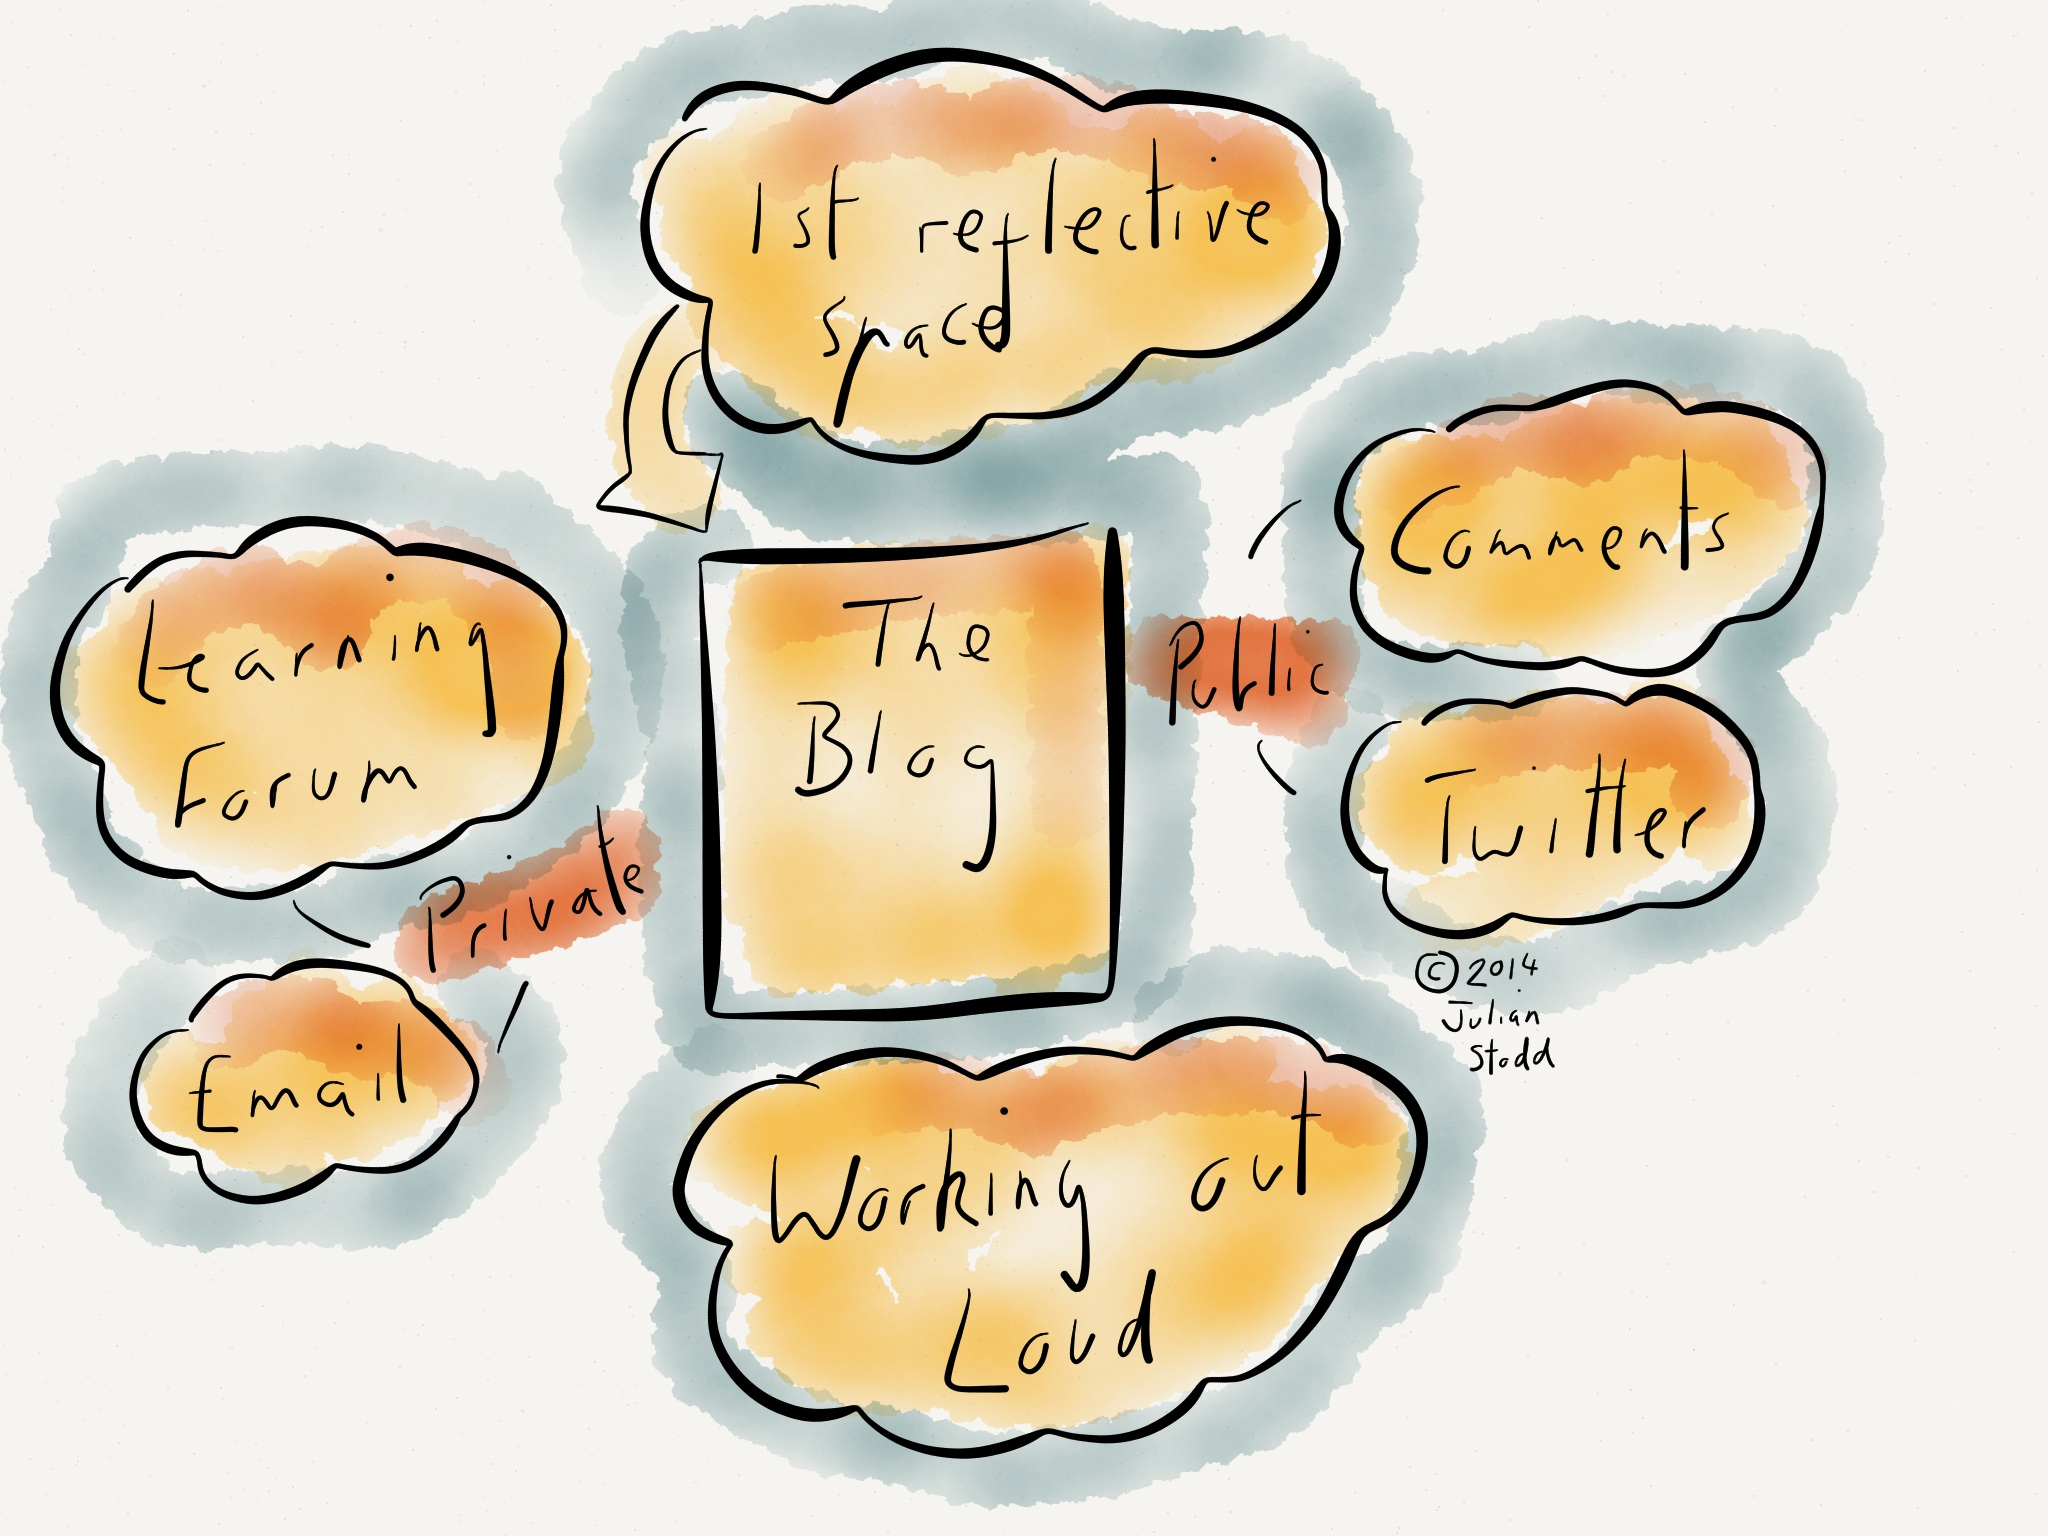 1st reflective
space
Learning
Forum
Private
Email
The
Blog
Public
Comments
Twitter
© 2014
Julian
Stodd
Working out
Loud